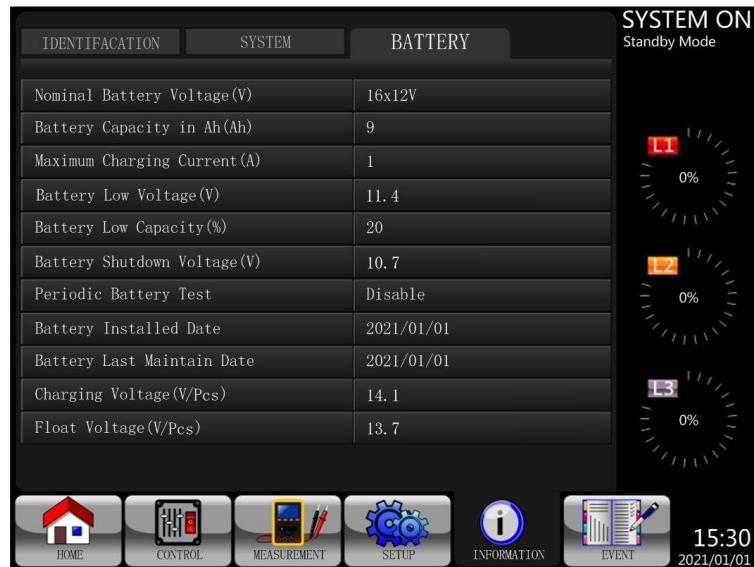 SYSTEM ON
Standby Mode
IDENTIFACATION SYSTEM BATTERY
Nominal Battery Voltage(V) 16x12V
Battery Capacity in Ah(Ah) 9
Maximum Charging Current(A) 1
Battery Low Voltage(V) 11.4
Battery Low Capacity(%) 20
Battery Shutdown Voltage(V) 10.7
Periodic Battery Test Disable
Battery Installed Date 2021/01/01
Battery Last Maintain Date 2021/01/01
Charging Voltage(V/Pcs) 14.1
Float Voltage(V/Pcs) 13.7
L1
0%
L2
0%
L3
0%
HOME CONTROL MEASUREMENT SETUP INFORMATION EVENT
15:30
2021/01/01